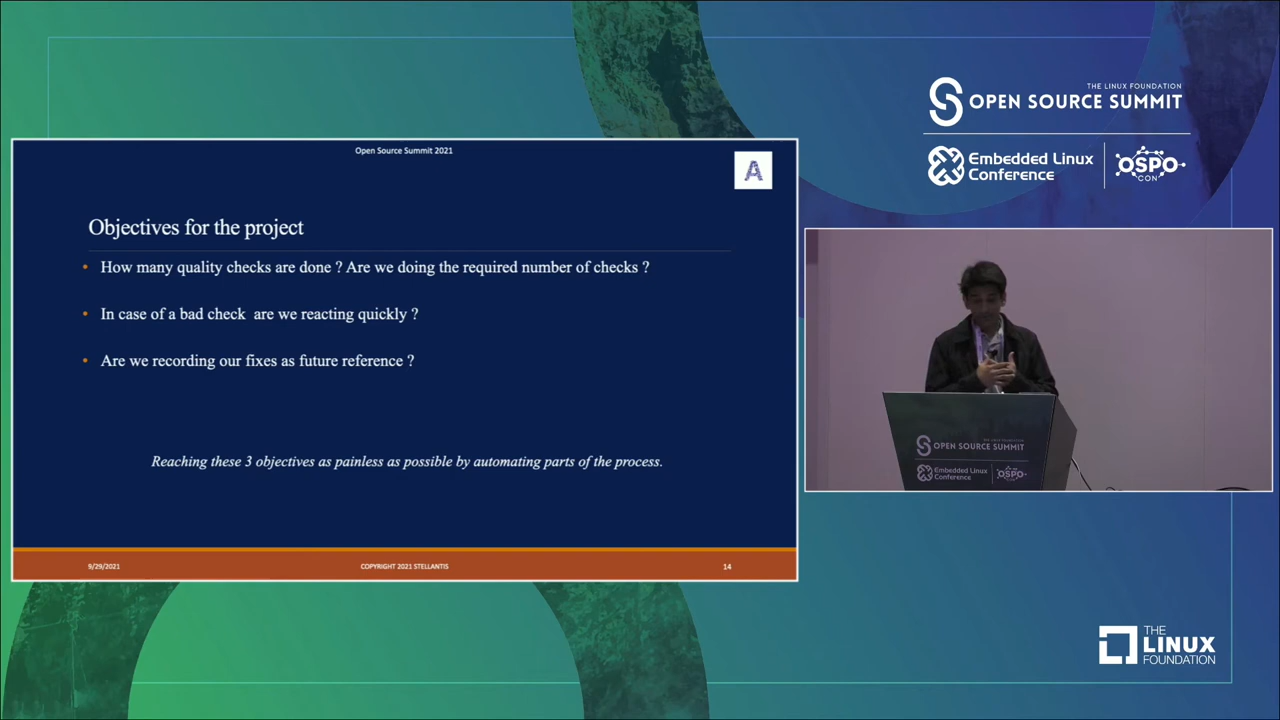 THE LINUX FOUNDATION
OPEN SOURCE SUMMIT
Embedded Linux
Conference
OSPO
CON
Open Source Summit 2021
A
Objectives for the project
• How many quality checks are done ? Are we doing the required number of checks ?
• In case of a bad check are we reacting quickly ?
• Are we recording our fixes as future reference ?
Reaching these 3 objectives as painless as possible by automating parts of the process.
9/29/2021
COPYRIGHT 2021 STELLANTIS
14
OPEN SOURCE SUMMIT
Embedded Linux
Conference
OSPO
CON
THE
LINUX
FOUNDATION